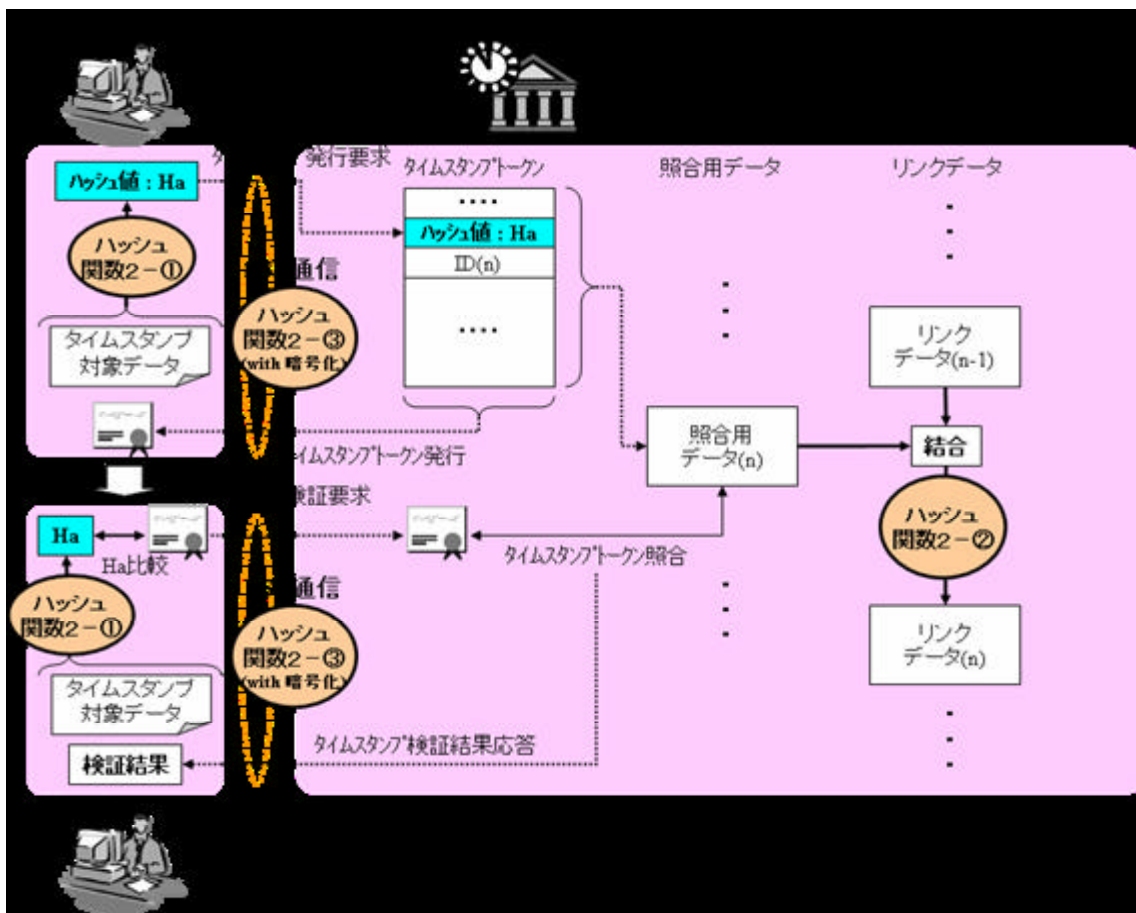 発行要求
タイムスタンプトークン
照合用データ
リンクデータ
ハッシュ値：Ha
ハッシュ
関数2－①
タイムスタンプ
対象データ
通信
ハッシュ
関数2－③
(with 暗号化)
････
ハッシュ値：Ha
ID(n)
････
イムスタンプトークン発行
照合用
データ(n)
リンク
データ(n-1)
結合
ハッシュ
関数2－②
リンク
データ(n)
検証要求
Ha
Ha比較
タイムスタンプトークン照合
ハッシュ
関数2－①
通信
ハッシュ
関数2－③
(with 暗号化)
タイムスタンプ
対象データ
タイムスタンプ検証結果応答
検証結果